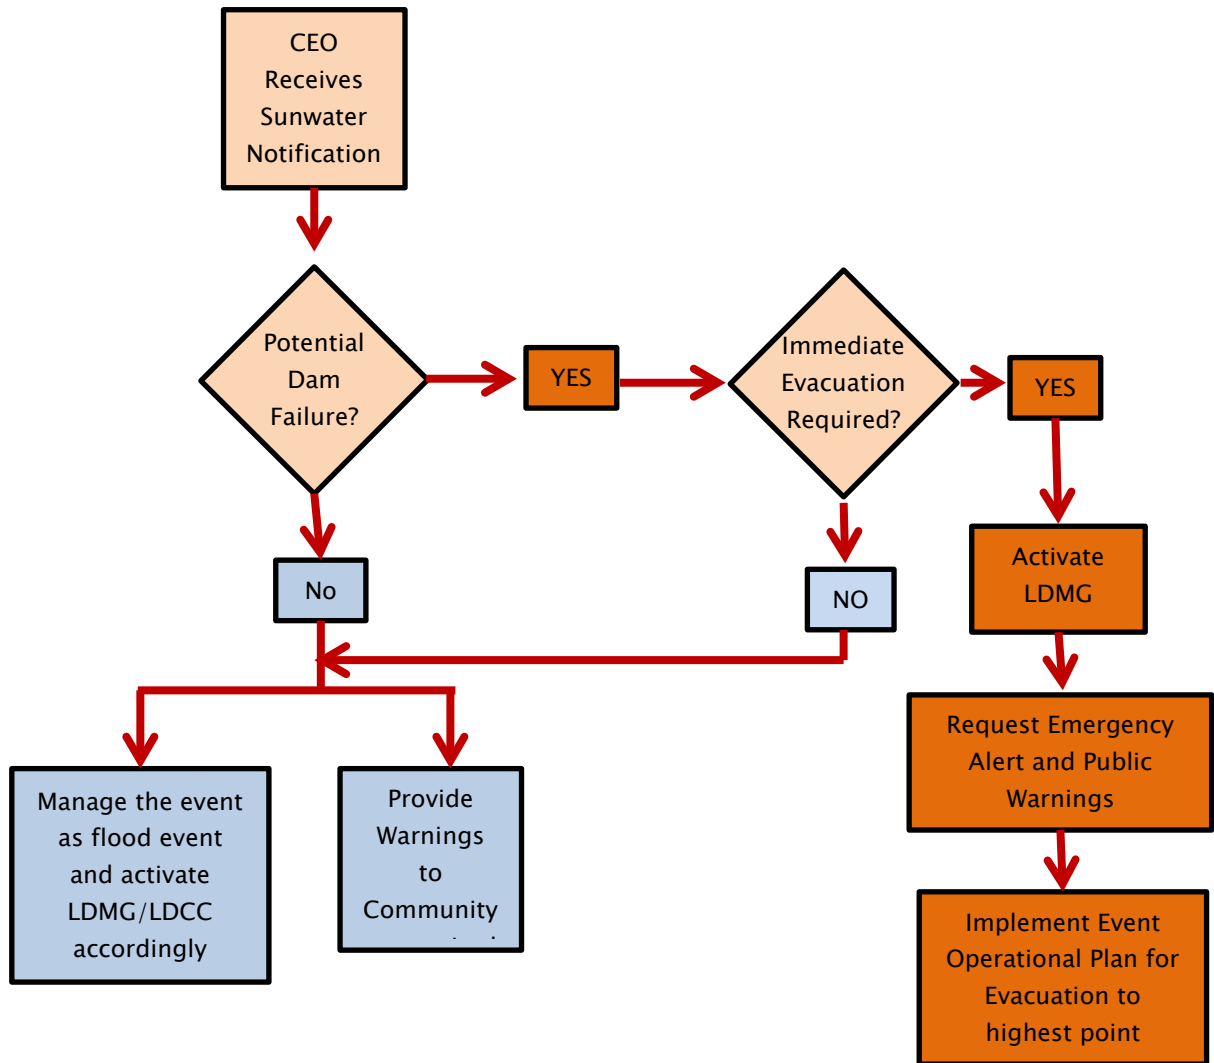 CEO
Receives
Sunwater
Notification
Potential
Dam
Failure?
YES
Immediate
Evacuation
Required?
YES
No
NO
Activate
LDMG
Request Emergency
Alert and Public
Warnings
Manage the event
as flood event
and activate
LDMG/LDCC
accordingly
Provide
Warnings
to
Community
Implement Event
Operational Plan for
Evacuation to
highest point